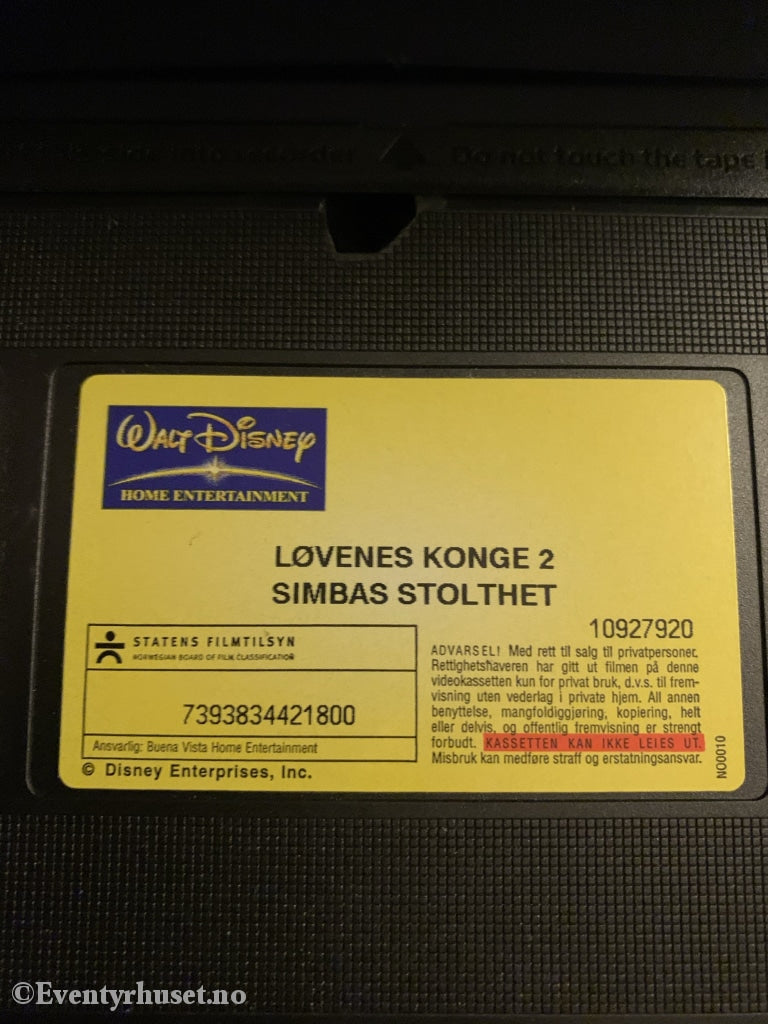 side into recorder ▲ Do not touch the tape
WALT DISNEY
HOME ENTERTAINMENT
LØVENES KONGE 2
SIMBAS STOLTHET
STATENS FILMTILSYN
NORWEGIAN BOARD OF FILM CLASSIFICATION
7393834421800
Ansvarlig: Buena Vista Home Entertainment
© Disney Enterprises, Inc.
10927920
ADVARSEL! Med rett til salg til privatpersoner.
Rettighetshaveren har gitt ut filmen på denne
videokassetten kun for privat bruk, d.v.s. til frem-
visning uten vederlag i private hjem. All annen
benyttelse, mangfoldiggjøring, kopiering, helt
eller delvis, og offentlig fremvisning er strengt
forbudt. KASSETTEN KAN IKKE LEIES UT.
Misbruk kan medføre straff og erstatningsansvar.
NO0010
©Eventyrhuset.no